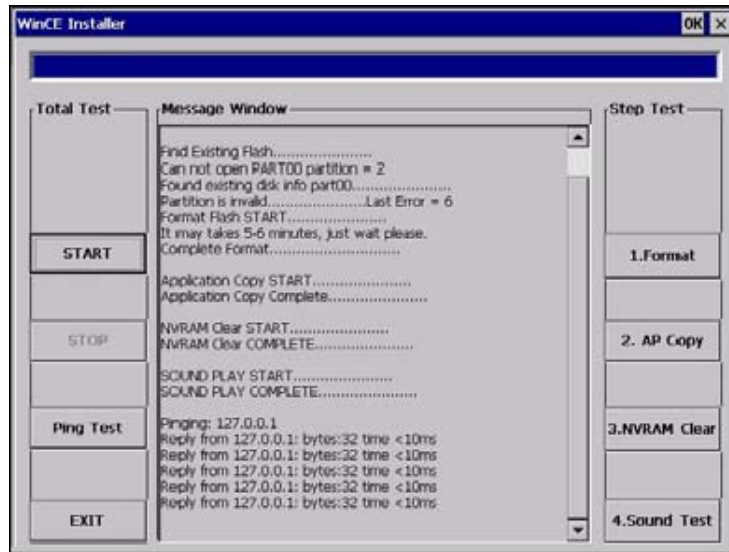 WinCE Installer
OK ×
Total Test
Message Window
Step Test
Find Existing Flash......................
Can not open PART00 partition = 2
Found existing disk info part00......................
Partition is invalid......................Last Error = 6
Format Flash START......................
It may takes 5-6 minutes, just wait please.
Complete Format.............................
Application Copy START......................
Application Copy Complete......................
NVRAM Clear START......................
NVRAM Clear COMPLETE......................
SOUND PLAY START......................
SOUND PLAY COMPLETE......................
Pinging: 127.0.0.1
Reply from 127.0.0.1: bytes:32 time <10ms
Reply from 127.0.0.1: bytes:32 time <10ms
Reply from 127.0.0.1: bytes:32 time <10ms
Reply from 127.0.0.1: bytes:32 time <10ms
Reply from 127.0.0.1: bytes:32 time <10ms
START
STOP
Ping Test
EXIT
1.Format
2. AP Copy
3.NVRAM Clear
4.Sound Test